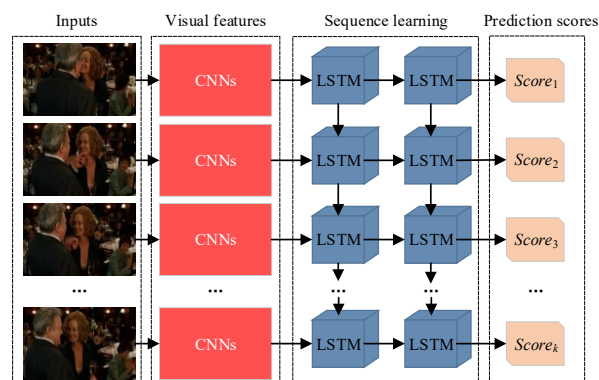 Inputs Visual features Sequence learning Prediction scores
CNNs LSTM LSTM Score1
CNNs LSTM LSTM Score2
CNNs LSTM LSTM Score3
... ... ... ... ...
CNNs LSTM LSTM Scorek